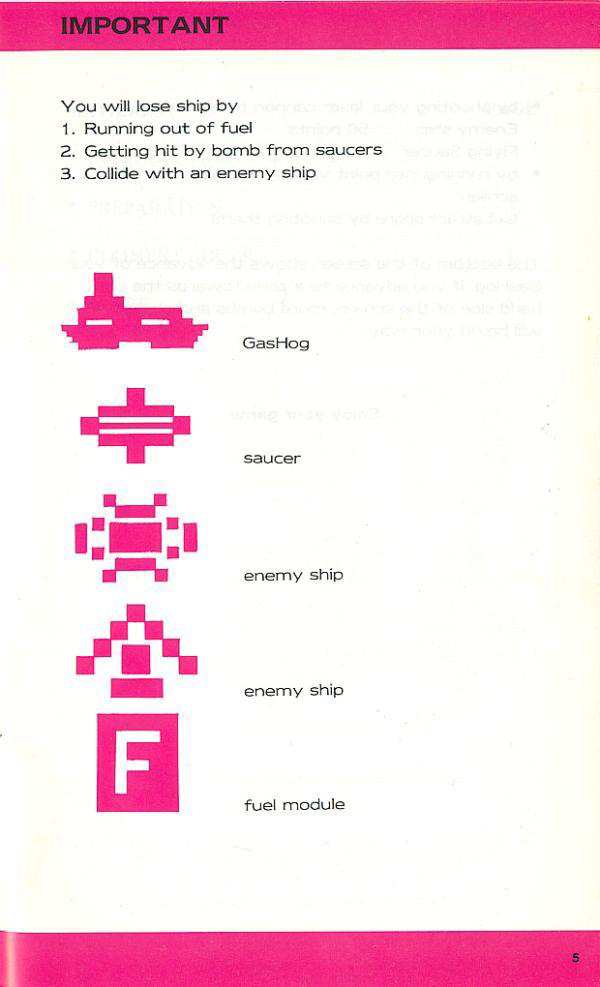 IMPORTANT
You will lose ship by
1. Running out of fuel
2. Getting hit by bomb from saucers
3. Collide with an enemy ship
GasHog
saucer
enemy ship
enemy ship
F
fuel module
5